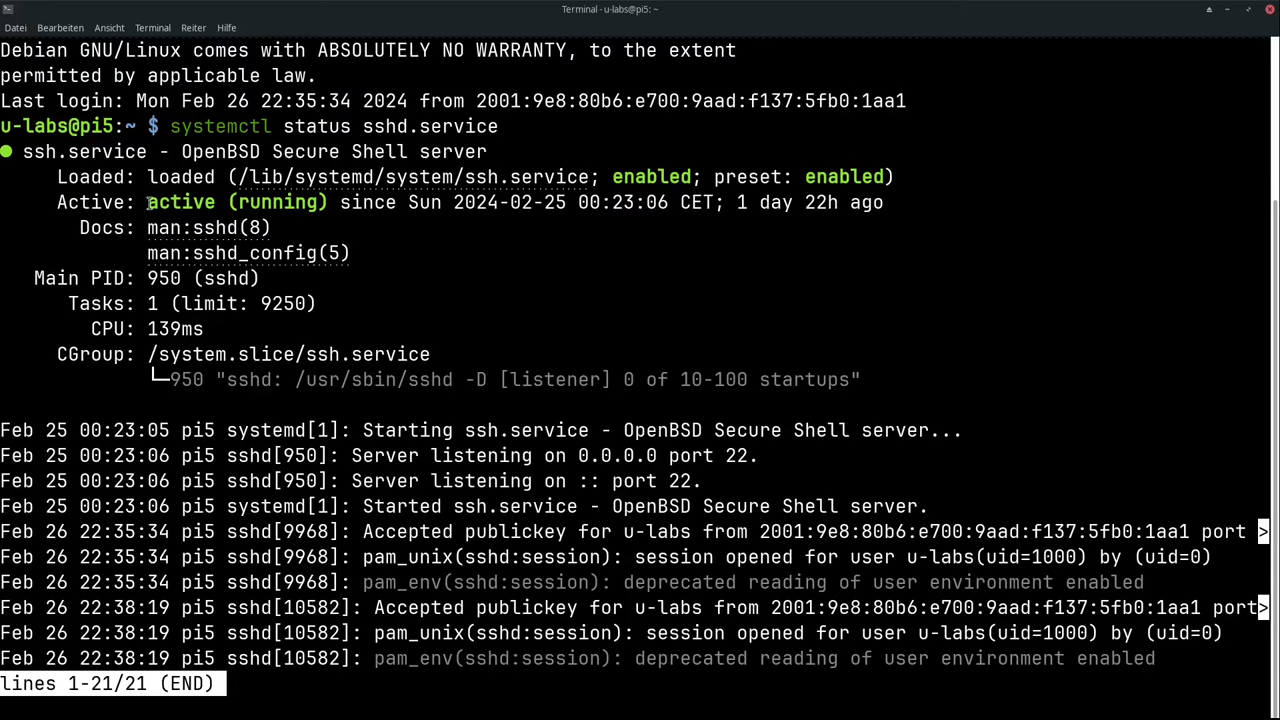 Terminal - u-labs@pi5: ~
Datei Bearbeiten Ansicht Terminal Reiter Hilfe
Debian GNU/Linux comes with ABSOLUTELY NO WARRANTY, to the extent
permitted by applicable law.
Last login: Mon Feb 26 22:35:34 2024 from 2001:9e8:80b6:e700:9aad:f137:5fb0:1aa1
u-labs@pi5:~ $ systemctl status sshd.service
● ssh.service - OpenBSD Secure Shell server
Loaded: loaded (/lib/systemd/system/ssh.service; enabled; preset: enabled)
Active: active (running) since Sun 2024-02-25 00:23:06 CET; 1 day 22h ago
Docs: man:sshd(8)
man:sshd_config(5)
Main PID: 950 (sshd)
Tasks: 1 (limit: 9250)
CPU: 139ms
CGroup: /system.slice/ssh.service
└─950 "sshd: /usr/sbin/sshd -D [listener] 0 of 10-100 startups"
Feb 25 00:23:05 pi5 systemd[1]: Starting ssh.service - OpenBSD Secure Shell server...
Feb 25 00:23:06 pi5 sshd[950]: Server listening on 0.0.0.0 port 22.
Feb 25 00:23:06 pi5 sshd[950]: Server listening on :: port 22.
Feb 25 00:23:06 pi5 systemd[1]: Started ssh.service - OpenBSD Secure Shell server.
Feb 26 22:35:34 pi5 sshd[9968]: Accepted publickey for u-labs from 2001:9e8:80b6:e700:9aad:f137:5fb0:1aa1 port >
Feb 26 22:35:34 pi5 sshd[9968]: pam_unix(sshd:session): session opened for user u-labs(uid=1000) by (uid=0)
Feb 26 22:35:34 pi5 sshd[9968]: pam_env(sshd:session): deprecated reading of user environment enabled
Feb 26 22:38:19 pi5 sshd[10582]: Accepted publickey for u-labs from 2001:9e8:80b6:e700:9aad:f137:5fb0:1aa1 port>
Feb 26 22:38:19 pi5 sshd[10582]: pam_unix(sshd:session): session opened for user u-labs(uid=1000) by (uid=0)
Feb 26 22:38:19 pi5 sshd[10582]: pam_env(sshd:session): deprecated reading of user environment enabled
lines 1-21/21 (END)